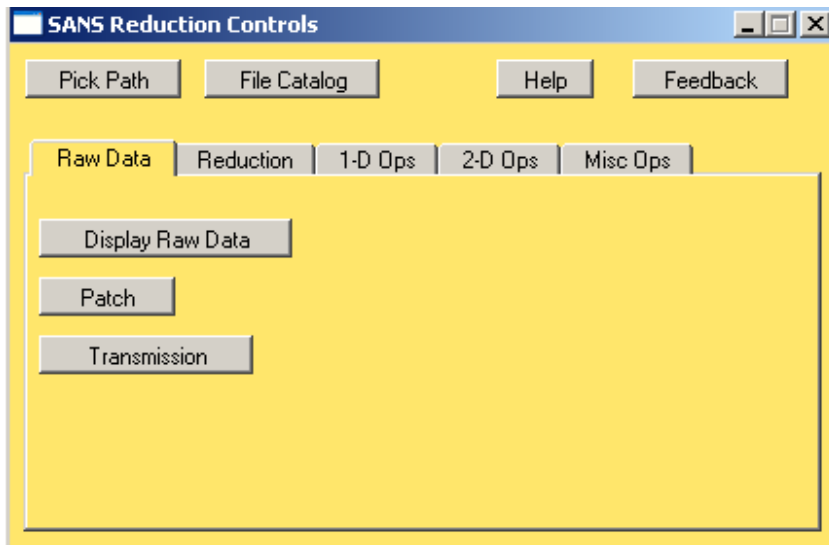 SANS Reduction Controls
Pick Path File Catalog Help Feedback
Raw Data Reduction 1-D Ops 2-D Ops Misc Ops
Display Raw Data
Patch
Transmission